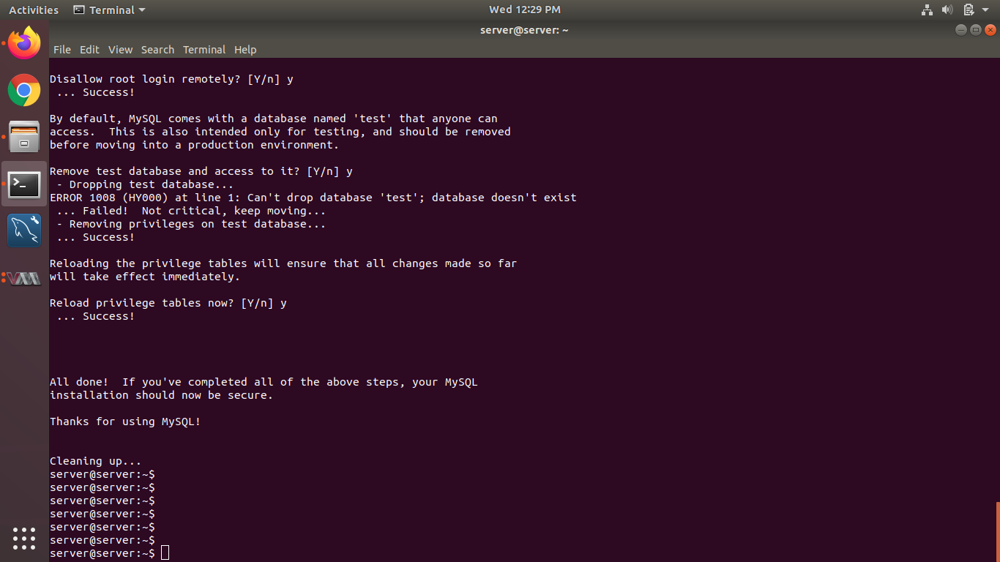 Activities Terminal Wed 12:29 PM
server@server: ~
File Edit View Search Terminal Help
Disallow root login remotely? [Y/n] y
 ... Success!
By default, MySQL comes with a database named 'test' that anyone can
access.  This is also intended only for testing, and should be removed
before moving into a production environment.
Remove test database and access to it? [Y/n] y
 - Dropping test database...
ERROR 1008 (HY000) at line 1: Can't drop database 'test'; database doesn't exist
 ... Failed!  Not critical, keep moving...
 - Removing privileges on test database...
 ... Success!
Reloading the privilege tables will ensure that all changes made so far
will take effect immediately.
Reload privilege tables now? [Y/n] y
 ... Success!
All done!  If you've completed all of the above steps, your MySQL
installation should now be secure.
Thanks for using MySQL!
Cleaning up...
server@server:~$
server@server:~$
server@server:~$
server@server:~$
server@server:~$
server@server:~$
server@server:~$